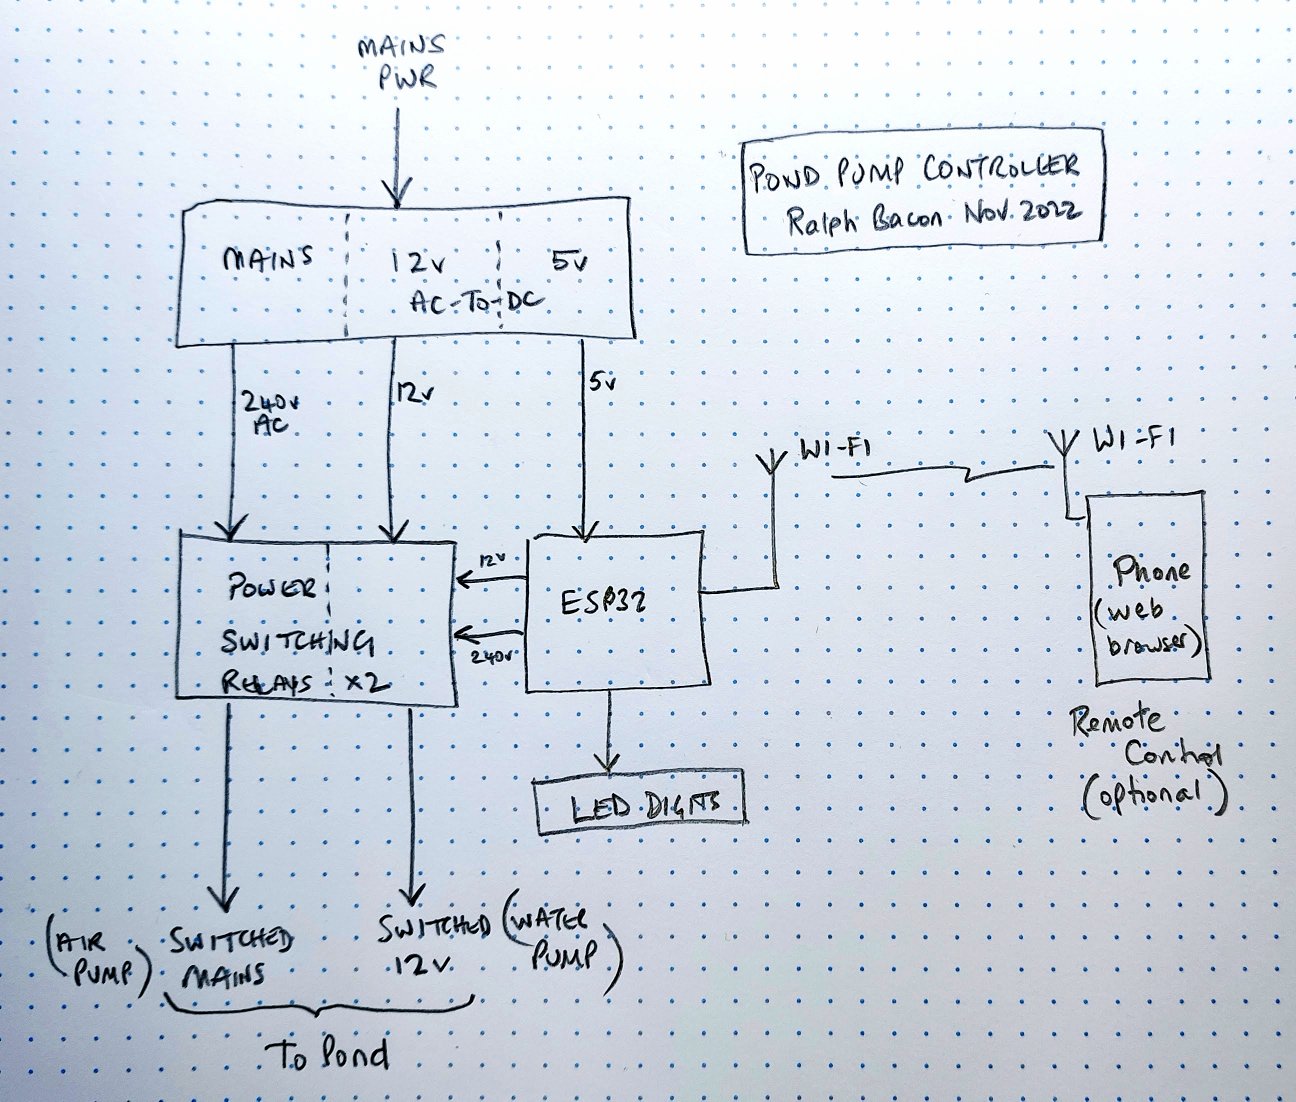 MAINS
PWR
POND PUMP CONTROLLER
Ralph Bacon Nov. 2022
MAINS
12v
AC-TO-DC
5v
240v
AC
12v
5v
WI-FI
WI-FI
POWER
SWITCHING
RELAYS X2
12v
240v
ESP32
Phone
(web
browser)
Remote
Control
(optional)
LED DIGITS
(AIR
PUMP)
SWITCHED
MAINS
SWITCHED
12v
(WATER
PUMP)
To Pond